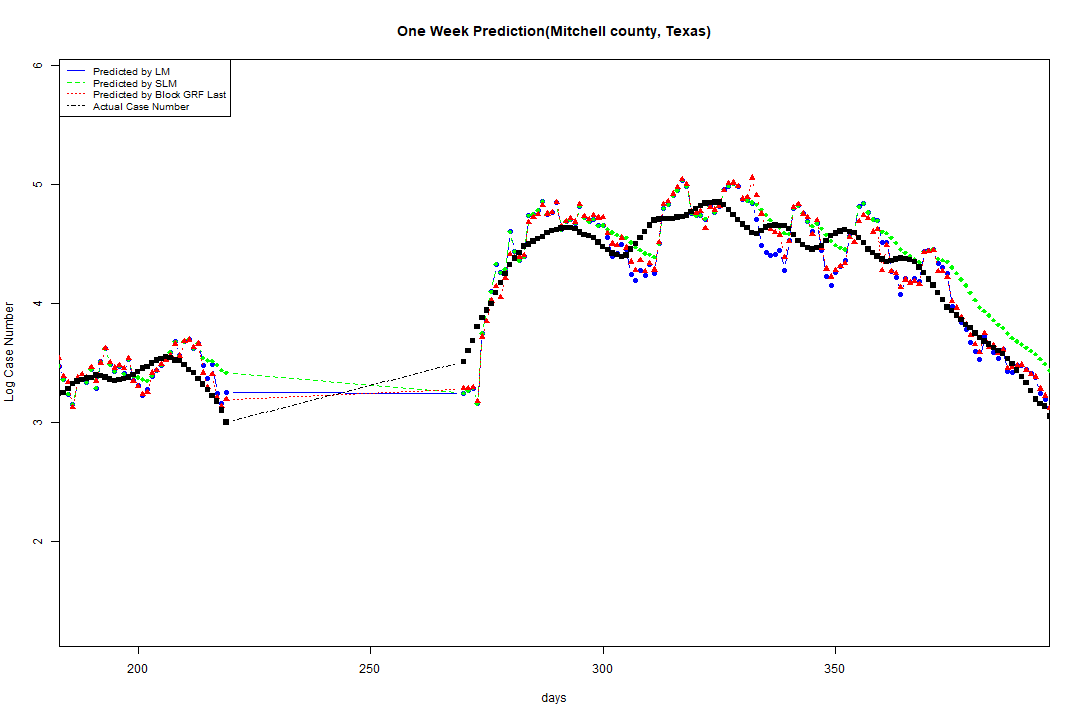 One Week Prediction(Mitchell county, Texas)
Predicted by LM
Predicted by SLM
Predicted by Block GRF Last
Actual Case Number
6
5
4
3
2
Log Case Number
200 250 300 350
days